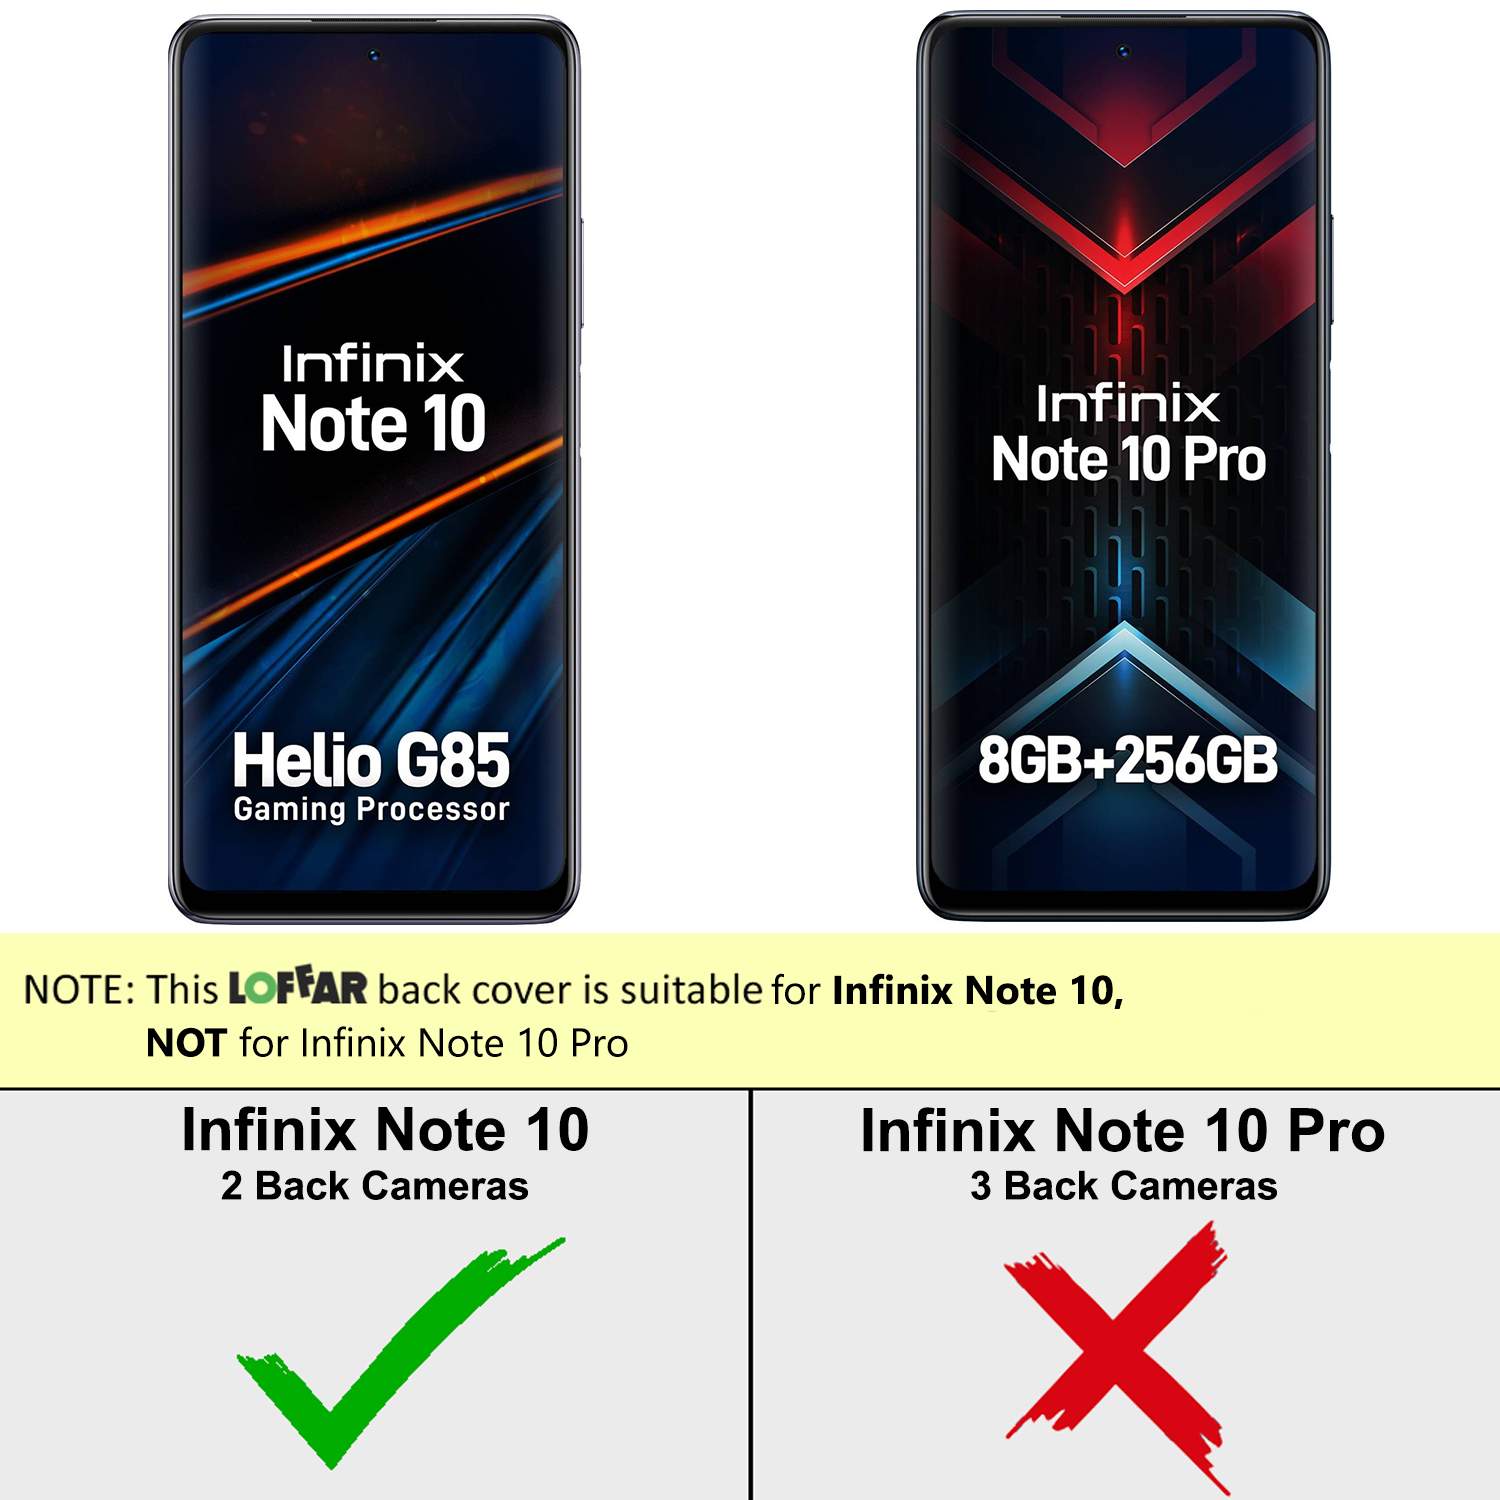 Infinix
Note 10
Helio G85
Gaming Processor
Infinix
Note 10 Pro
8GB+256GB
NOTE: This LOFFAR back cover is suitable for Infinix Note 10,
NOT for Infinix Note 10 Pro
Infinix Note 10
2 Back Cameras
Infinix Note 10 Pro
3 Back Cameras